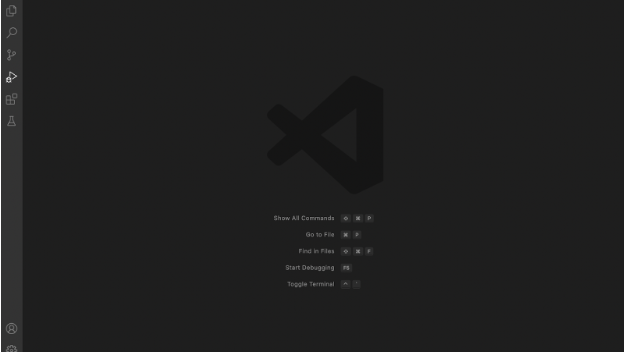 Show All Commands ⇧ ⌘ P
Go to File ⌘ P
Find in Files ⇧ ⌘ F
Start Debugging F5
Toggle Terminal ⌃ `